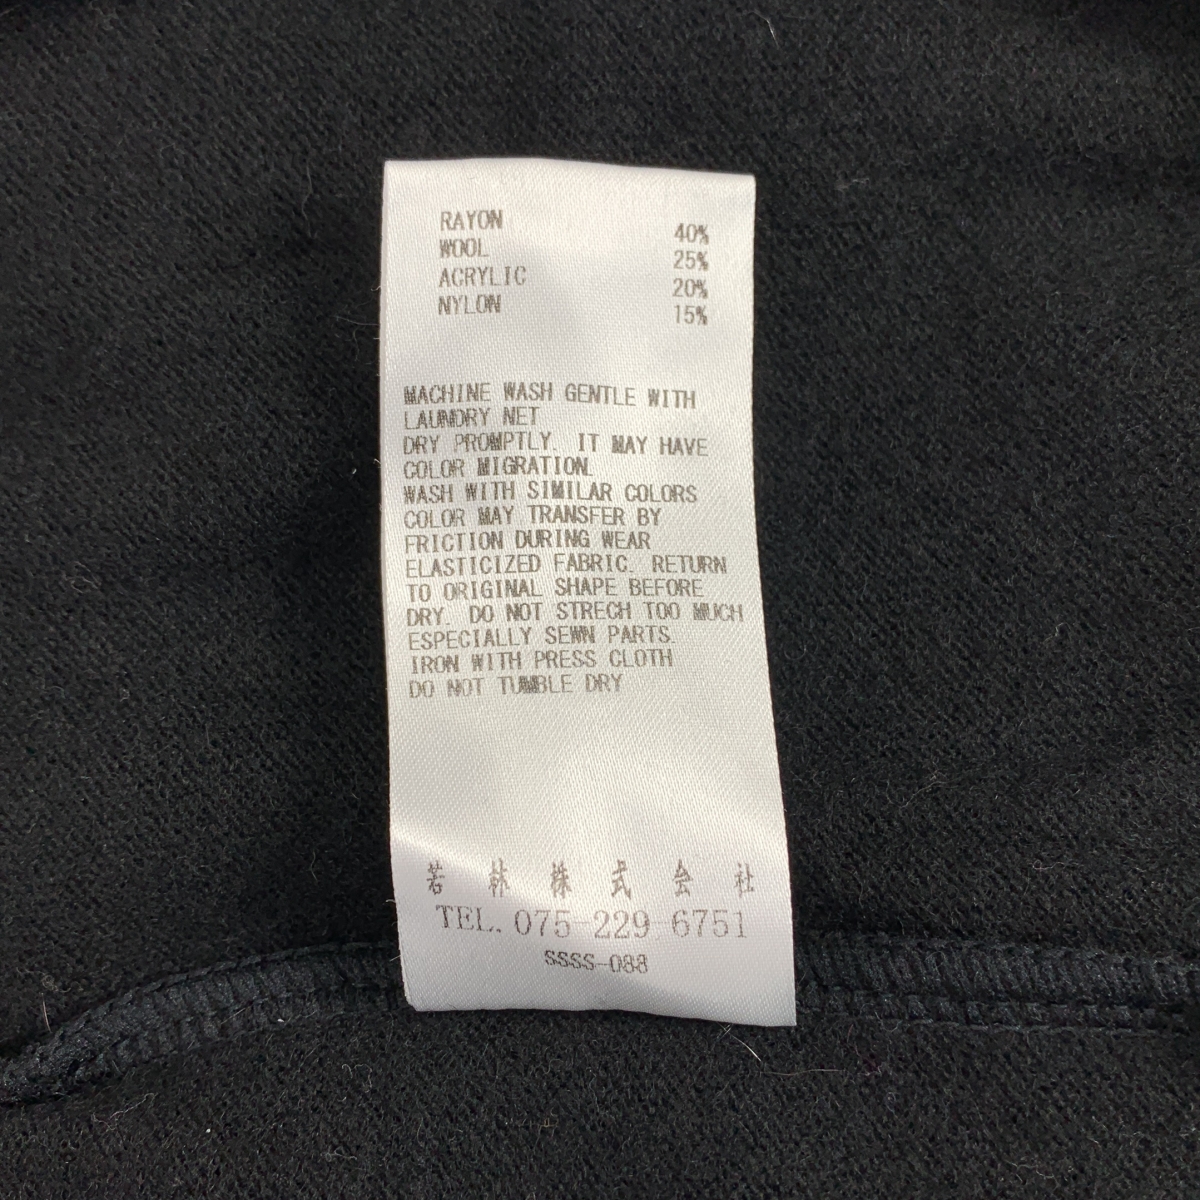 RAYON 40%
WOOL 25%
ACRYLIC 20%
NYLON 15%
MACHINE WASH GENTLE WITH
LAUNDRY NET
DRY PROMPTLY. IT MAY HAVE
COLOR MIGRATION.
WASH WITH SIMILAR COLORS
COLOR MAY TRANSFER BY
FRICTION DURING WEAR
ELASTICIZED FABRIC. RETURN
TO ORIGINAL SHAPE BEFORE
DRY. DO NOT STRECH TOO MUCH
ESPECIALLY SEWN PARTS.
IRON WITH PRESS CLOTH
DO NOT TUMBLE DRY
若林株式会社
TEL. 075-229-6751
SSSS-088